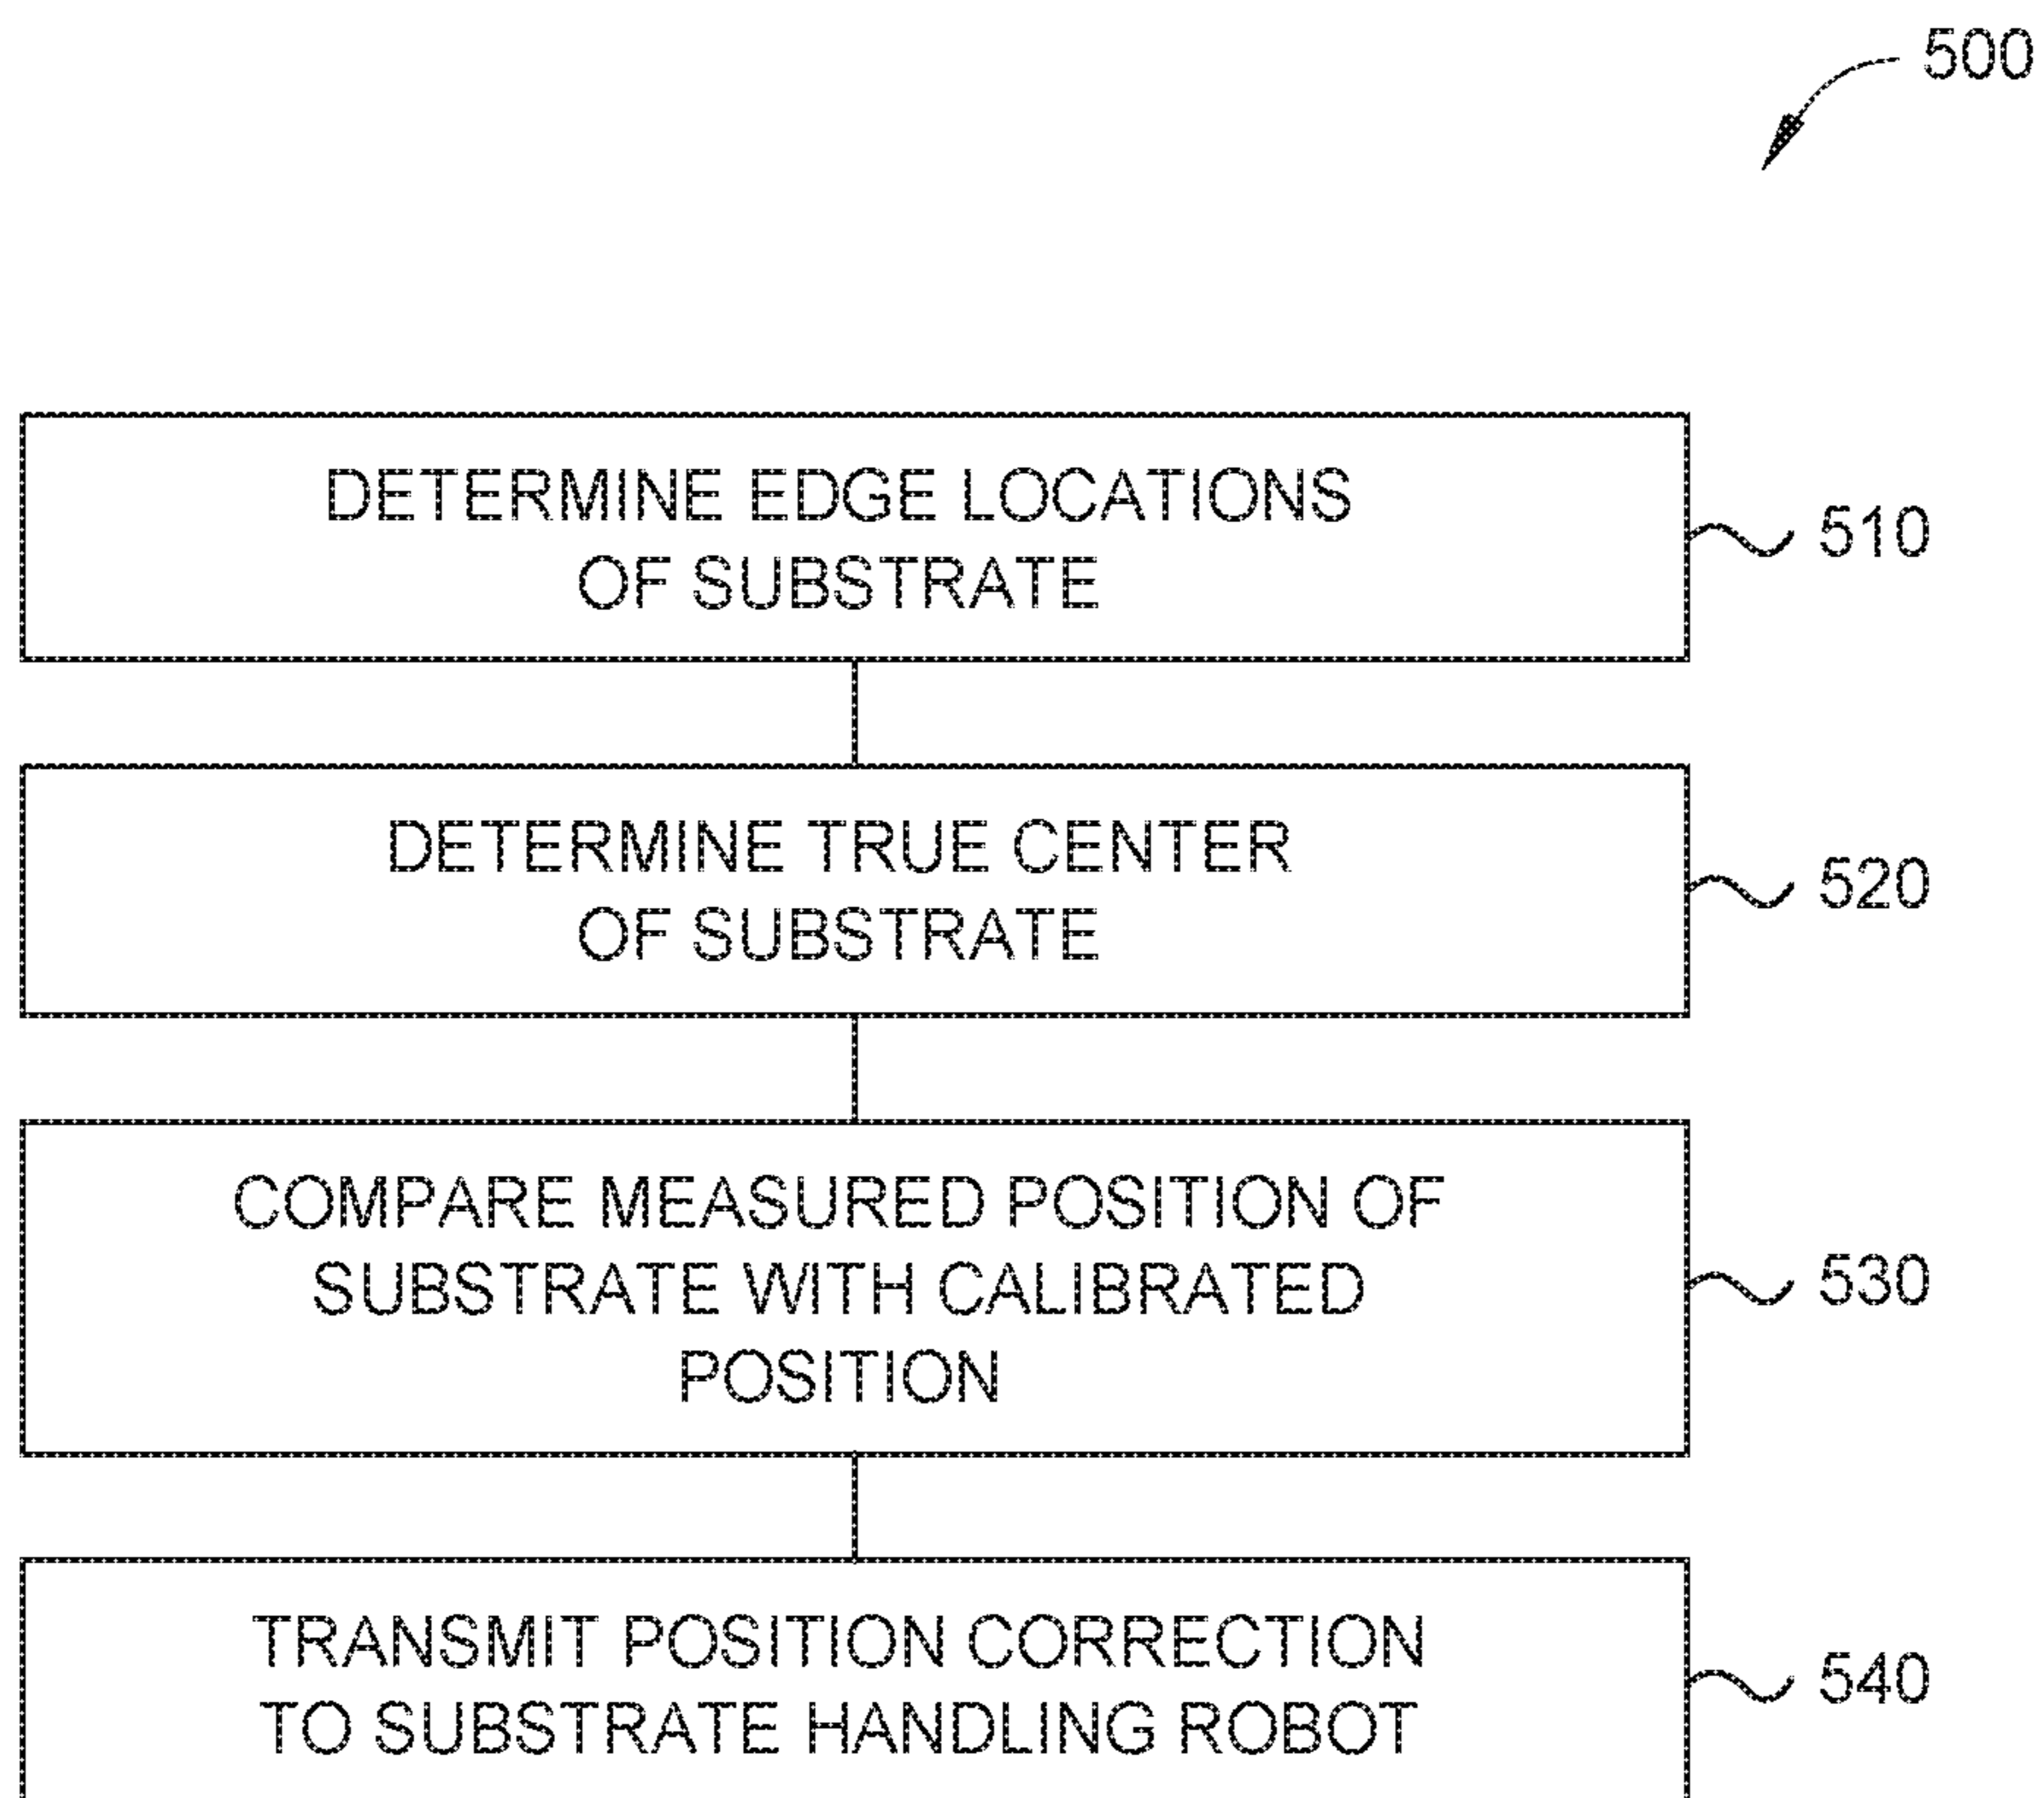 500
DETERMINE EDGE LOCATIONS
OF SUBSTRATE
510
DETERMINE TRUE CENTER
OF SUBSTRATE
520
COMPARE MEASURED POSITION OF
SUBSTRATE WITH CALIBRATED
POSITION
530
TRANSMIT POSITION CORRECTION
TO SUBSTRATE HANDLING ROBOT
540